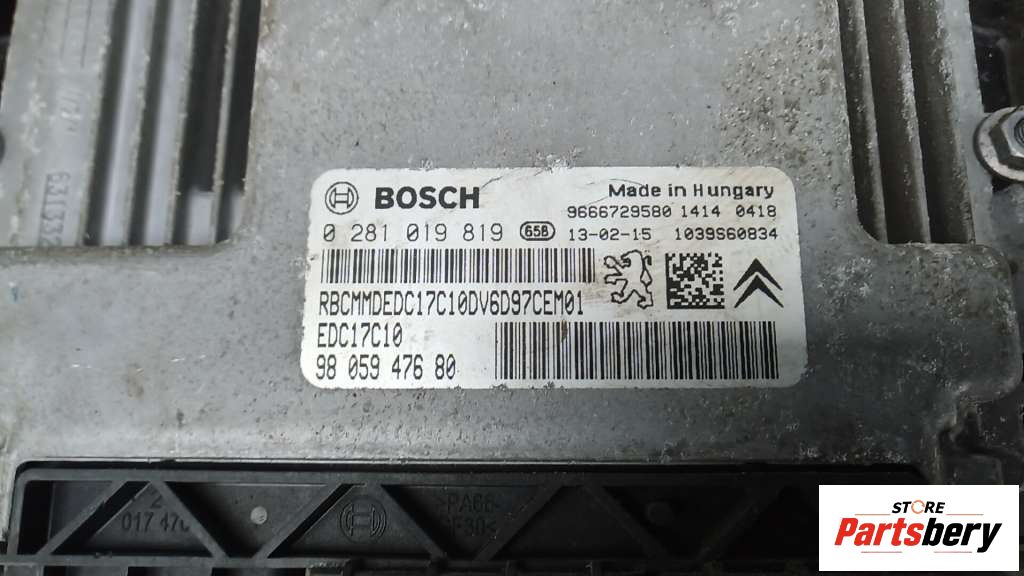 BOSCH
Made in Hungary
9666729580 1414 0418
0 281 019 819 65B 13-02-15 1039S60834
RBCMMDEDC17C10DV6D97CEM01
EDC17C10
98 059 476 80
STORE
Partsbery